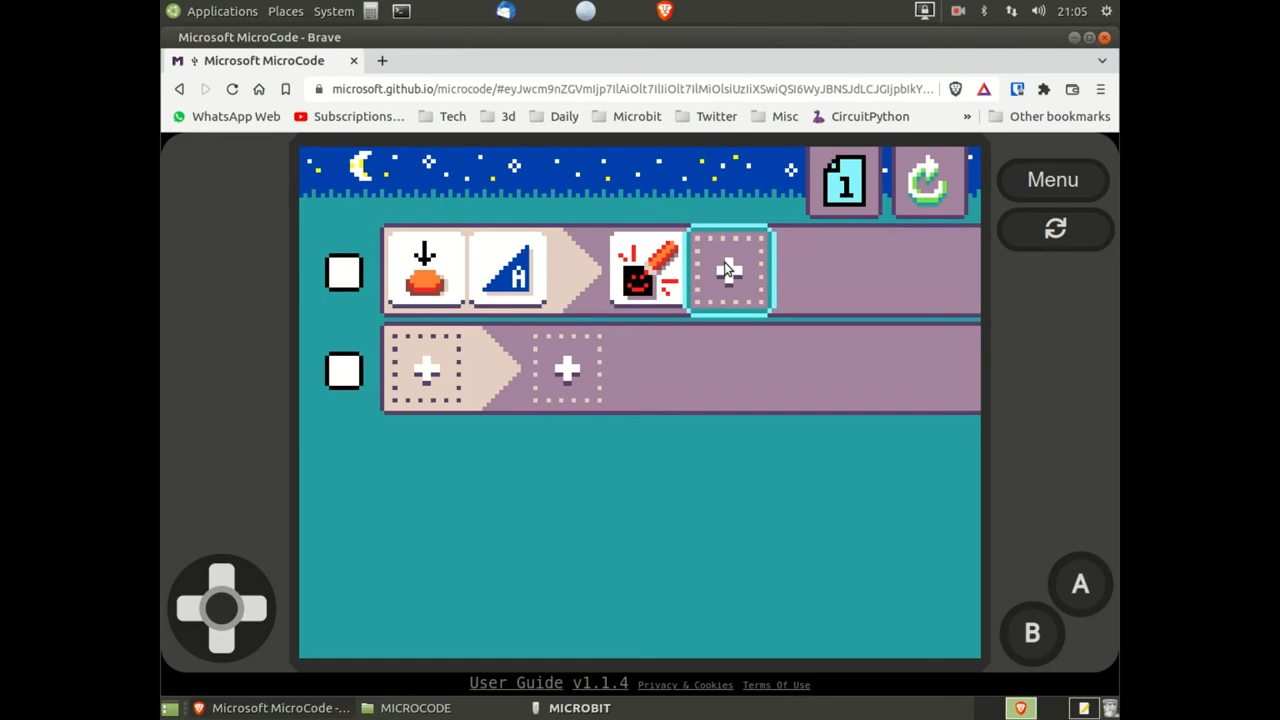 Applications Places System 21:05
Microsoft MicroCode - Brave
Microsoft MicroCode
microsoft.github.io/microcode/#eyJwcm9nZGVmIjp7IlAiOlt7IlIiOlt7IlMiOlsiUzIiXSwiQSI6WyJBNSJdLCJGIjpbIkY...
WhatsApp Web Subscriptions... Tech 3d Daily Microbit Twitter Misc CircuitPython » Other bookmarks
1
Menu
A
A
B
User Guide v1.1.4 Privacy & Cookies Terms Of Use
Microsoft MicroCode -... MICROCODE MICROBIT